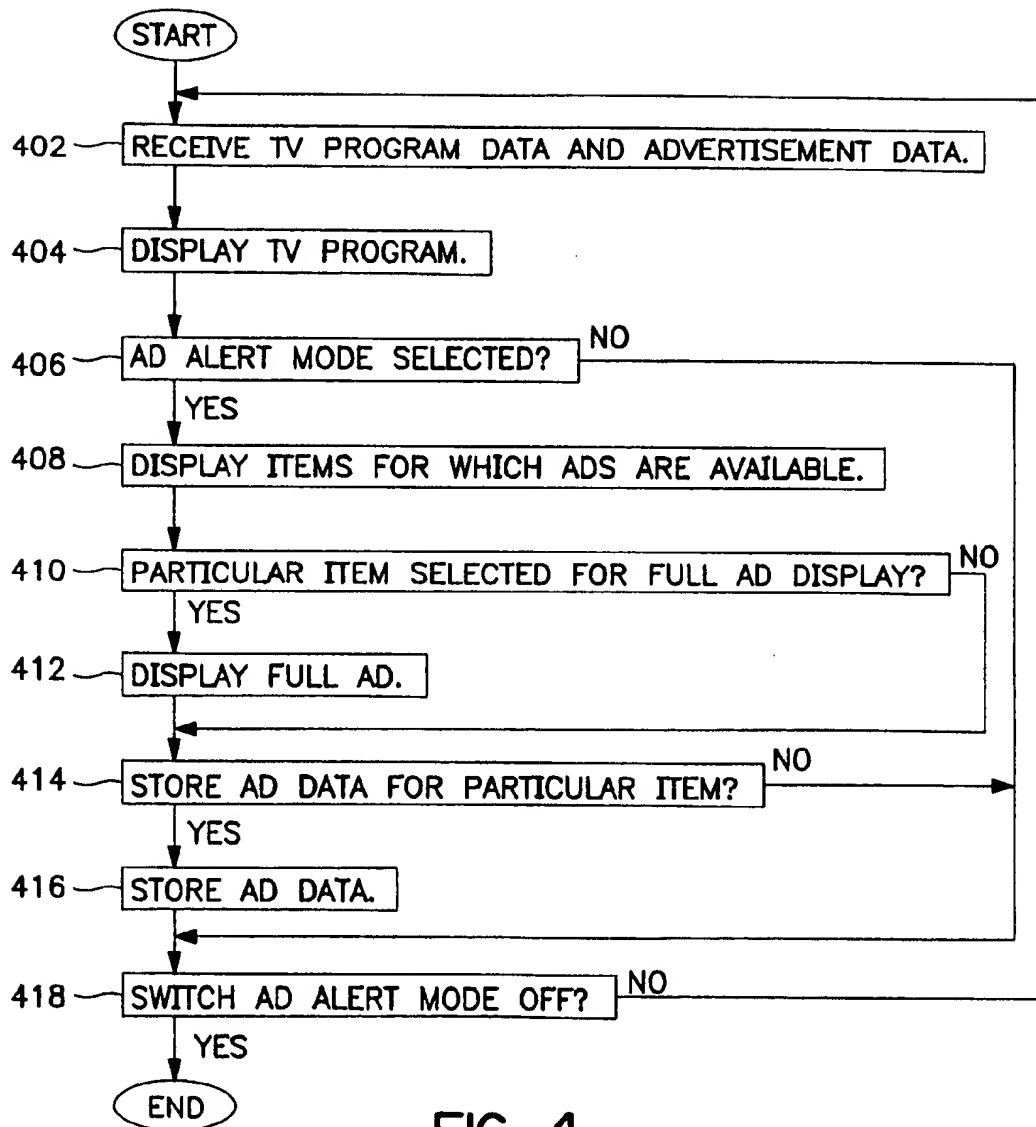 START
402 RECEIVE TV PROGRAM DATA AND ADVERTISEMENT DATA.
404 DISPLAY TV PROGRAM.
406 AD ALERT MODE SELECTED? NO
YES
408 DISPLAY ITEMS FOR WHICH ADS ARE AVAILABLE.
410 PARTICULAR ITEM SELECTED FOR FULL AD DISPLAY? NO
YES
412 DISPLAY FULL AD.
414 STORE AD DATA FOR PARTICULAR ITEM? NO
YES
416 STORE AD DATA.
418 SWITCH AD ALERT MODE OFF? NO
YES
END
FIG. 4